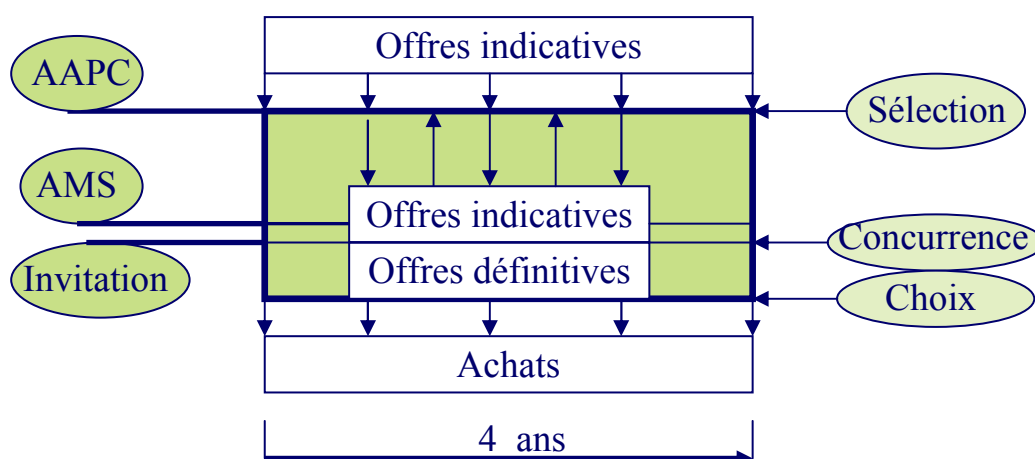 Offres indicatives
AAPC
Sélection
AMS
Offres indicatives
Concurrence
Invitation
Offres définitives
Choix
Achats
4 ans